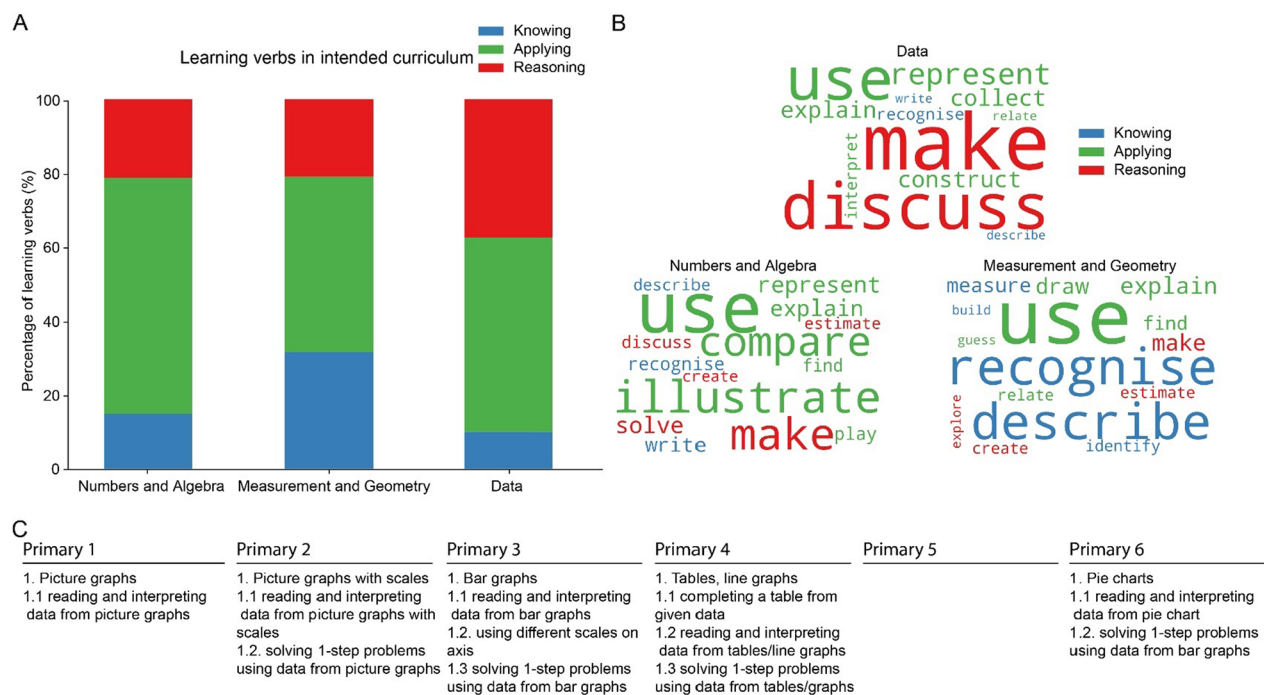 A
Learning verbs in intended curriculum
Knowing
Applying
Reasoning
Percentage of learning verbs (%)
100
80
60
40
20
0
Numbers and Algebra
Measurement and Geometry
Data
B
Data
use
represent
write
collect
explain
recognise
relate
make
interpret
construct
discuss
describe
Knowing
Applying
Reasoning
Numbers and Algebra
describe
represent
use
explain
estimate
discuss
compare
recognise
find
create
illustrate
solve
make
play
write
Measurement and Geometry
measure
draw
explain
build
use
find
guess
make
recognise
relate
estimate
explore
describe
create
identify
C
Primary 1
1. Picture graphs
1.1 reading and interpreting
data from picture graphs
Primary 2
1. Picture graphs with scales
1.1 reading and interpreting
data from picture graphs with
scales
1.2. solving 1-step problems
using data from picture graphs
Primary 3
1. Bar graphs
1.1 reading and interpreting
data from bar graphs
1.2. using different scales on
axis
1.3 solving 1-step problems
using data from bar graphs
Primary 4
1. Tables, line graphs
1.1 completing a table from
given data
1.2 reading and interpreting
data from tables/line graphs
1.3 solving 1-step problems
using data from tables/graphs
Primary 5
Primary 6
1. Pie charts
1.1 reading and interpreting
data from pie chart
1.2. solving 1-step problems
using data from bar graphs